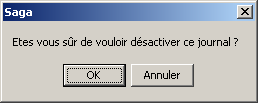 Saga
Etes vous sûr de vouloir désactiver ce journal ?
OK
Annuler